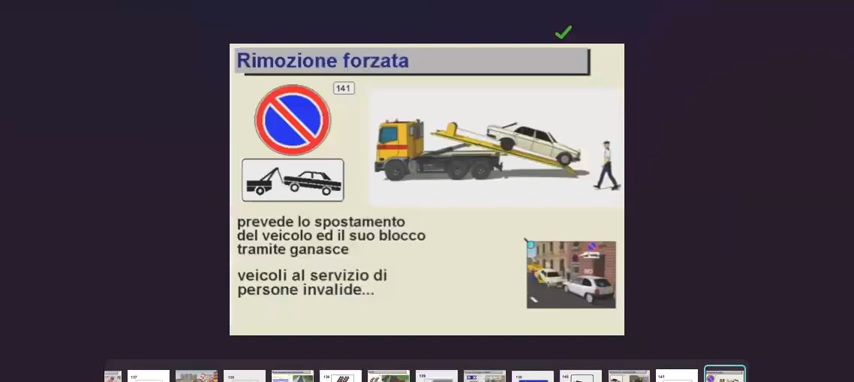 Rimozione forzata
141
prevede lo spostamento
del veicolo ed il suo blocco
tramite ganasce
veicoli al servizio di
persone invalide...